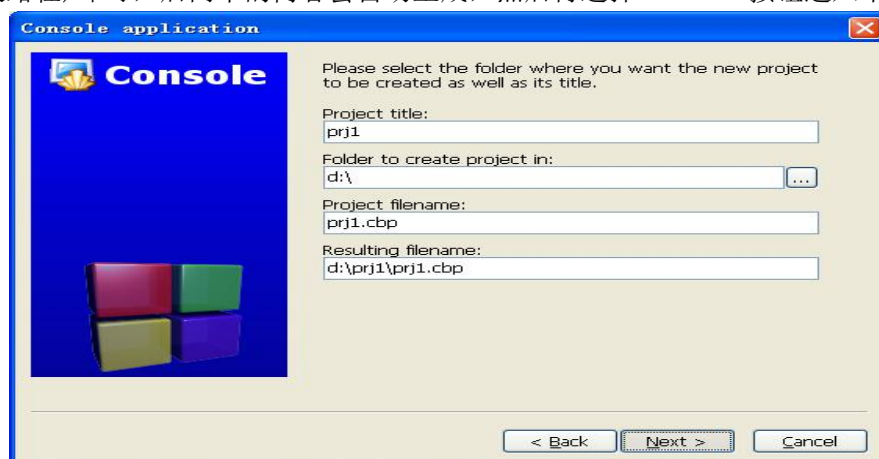 Console application
Console
Please select the folder where you want the new project
to be created as well as its title.
Project title:
prj1
Folder to create project in:
d:\
...
Project filename:
prj1.cbp
Resulting filename:
d:\prj1\prj1.cbp
< Back
Next >
Cancel